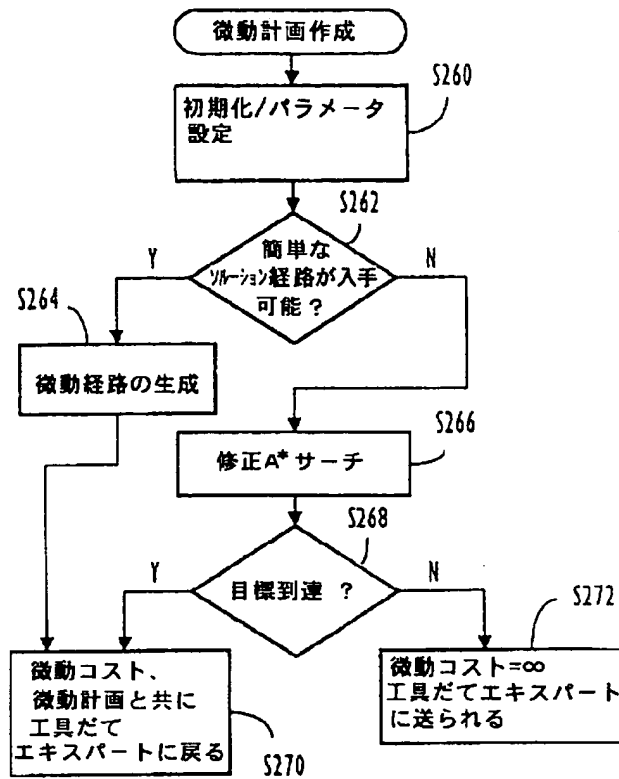 微動計画作成
S260
初期化/パラメータ
設定
S262
簡単な
ソルーション経路が入手
可能？
Y
N
S264
微動経路の生成
S266
修正A*サーチ
S268
目標到達 ？
Y
N
S272
微動コスト、
微動計画と共に
工具だて
エキスパートに戻る
S270
微動コスト=∞
工具だてエキスパート
に送られる